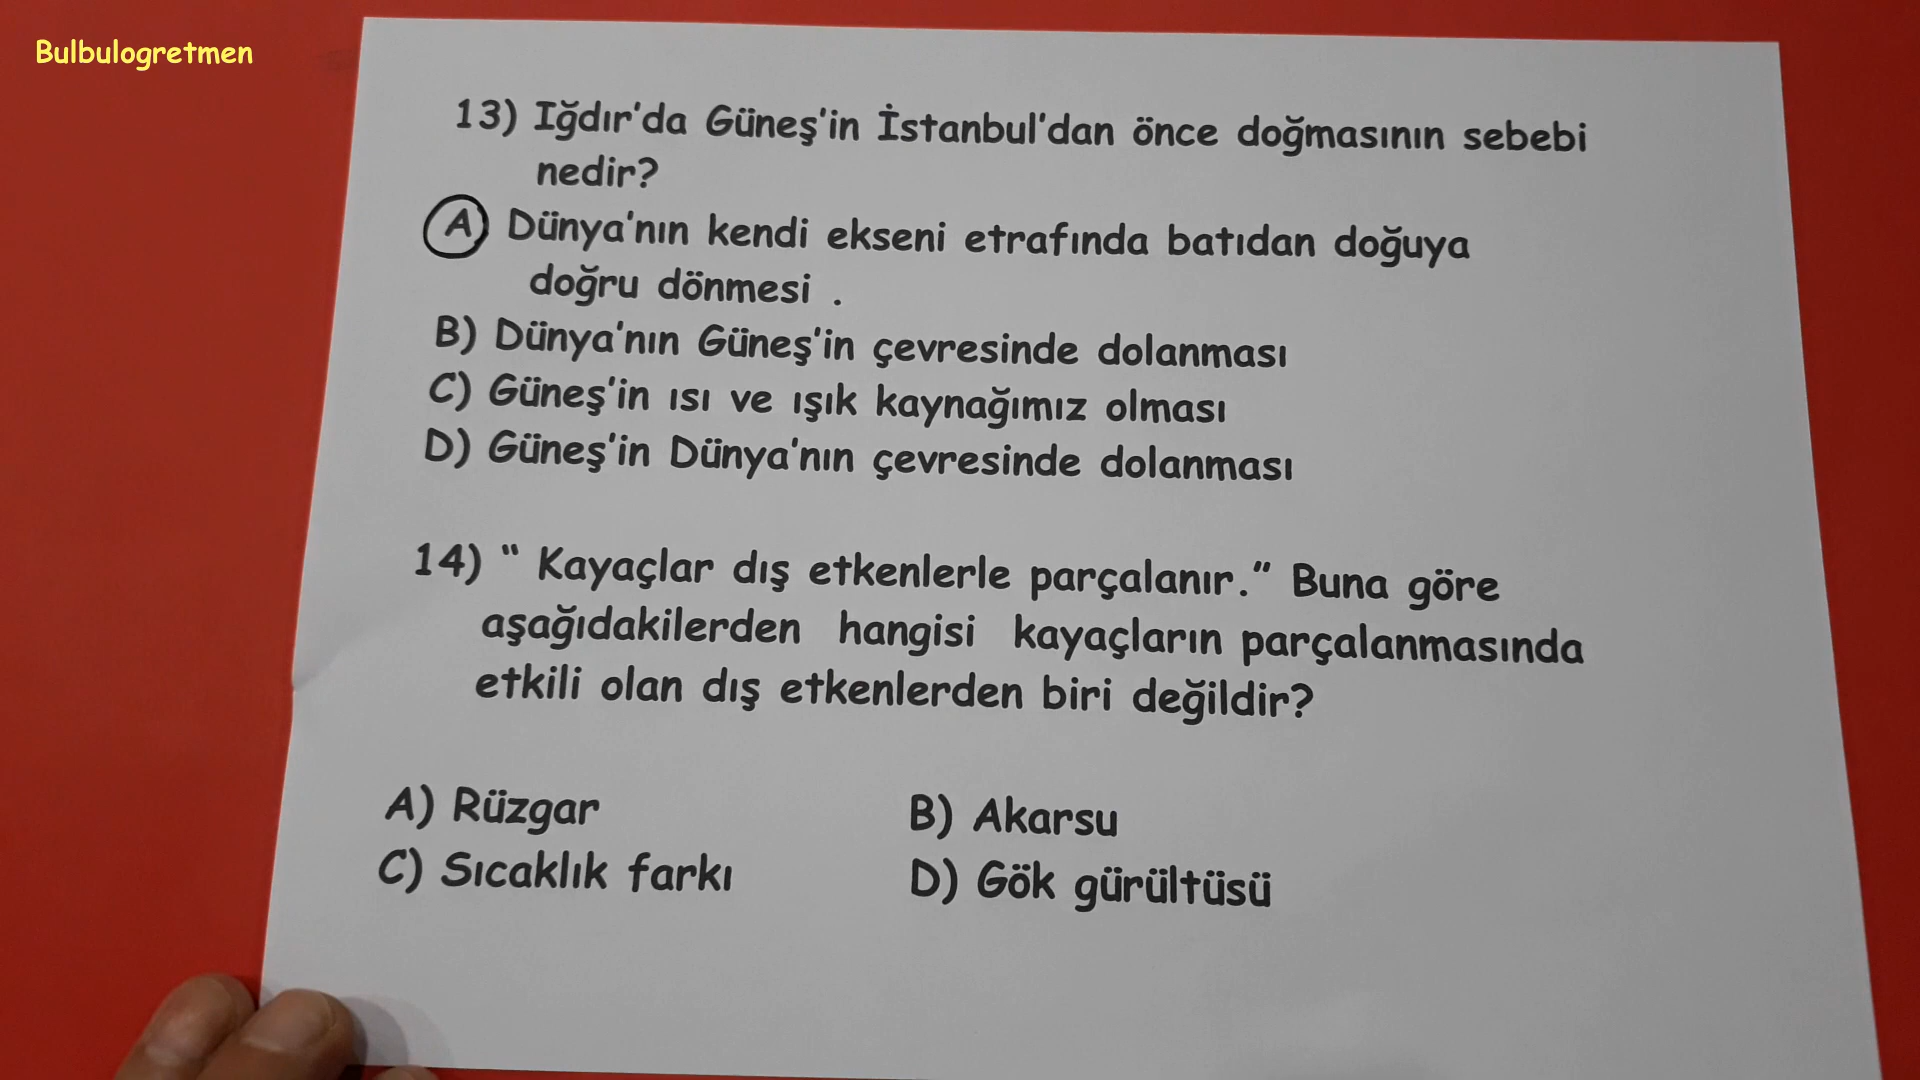 Bulbulogretmen
13) Iğdır'da Güneş'in İstanbul'dan önce doğmasının sebebi
nedir?
A) Dünya'nın kendi ekseni etrafında batıdan doğuya
doğru dönmesi .
B) Dünya'nın Güneş'in çevresinde dolanması
C) Güneş'in ısı ve ışık kaynağımız olması
D) Güneş'in Dünya'nın çevresinde dolanması
14) " Kayaçlar dış etkenlerle parçalanır." Buna göre
aşağıdakilerden hangisi kayaçların parçalanmasında
etkili olan dış etkenlerden biri değildir?
A) Rüzgar B) Akarsu
C) Sıcaklık farkı D) Gök gürültüsü